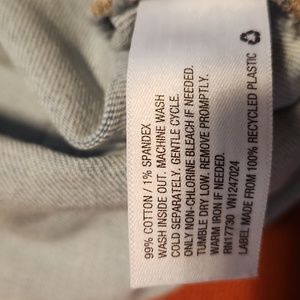 99% COTTON / 1% SPANDEX
WASH INSIDE OUT. MACHINE WASH
COLD SEPARATELY. GENTLE CYCLE.
ONLY NON-CHLORINE BLEACH IF NEEDED.
TUMBLE DRY LOW. REMOVE PROMPTLY.
WARM IRON IF NEEDED.
RN17730 VN1247024
LABEL MADE FROM 100% RECYCLED PLASTIC